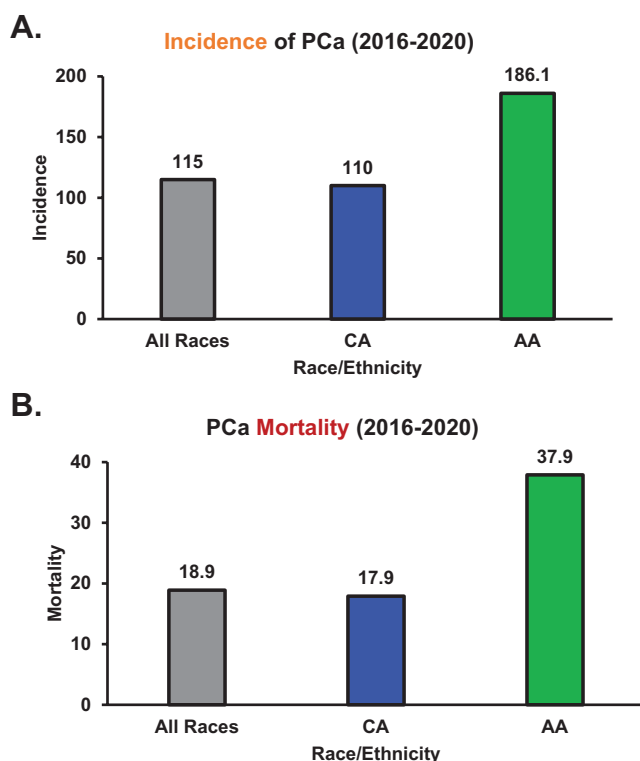 A.
Incidence of PCa (2016-2020)
200
150
100
50
0
Incidence
115
110
186.1
All Races CA AA
Race/Ethnicity
B.
PCa Mortality (2016-2020)
40
30
20
10
0
Mortality
18.9
17.9
37.9
All Races CA AA
Race/Ethnicity